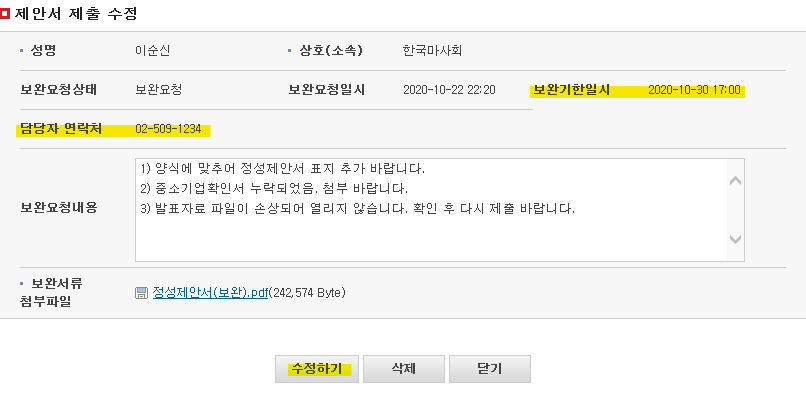 제안서 제출 수정
성명 이순신 상호(소속) 한국마사회
보완요청상태 보완요청 보완요청일시 2020-10-22 22:20 보완기한일시 2020-10-30 17:00
담당자 연락처 02-509-1234
1) 양식에 맞추어 정성제안서 표지 추가 바랍니다.
2) 중소기업확인서 누락되었음. 첨부 바랍니다.
보완요청내용
3) 발표자료 파일이 손상되어 열리지 않습니다. 확인 후 다시 제출 바랍니다.
보완서류
첨부파일
정성제안서(보완).pdf(242,574 Byte)
수정하기 삭제 닫기